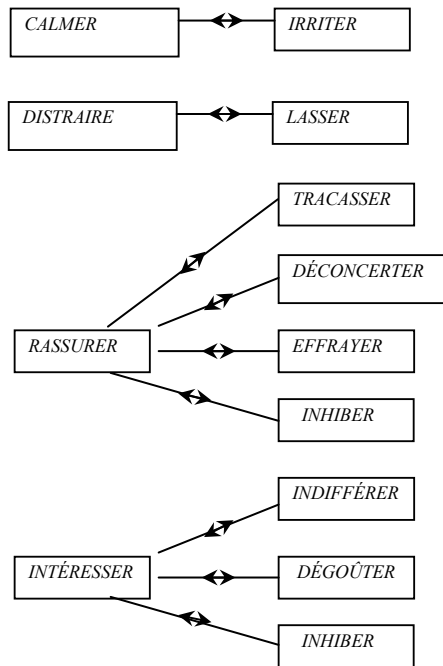 CALMER IRRITER
DISTRAIRE LASSER
TRACASSER
DÉCONCERTER
RASSURER EFFRAYER
INHIBER
INDIFFÉRER
INTÉRESSER DÉGOÛTER
INHIBER